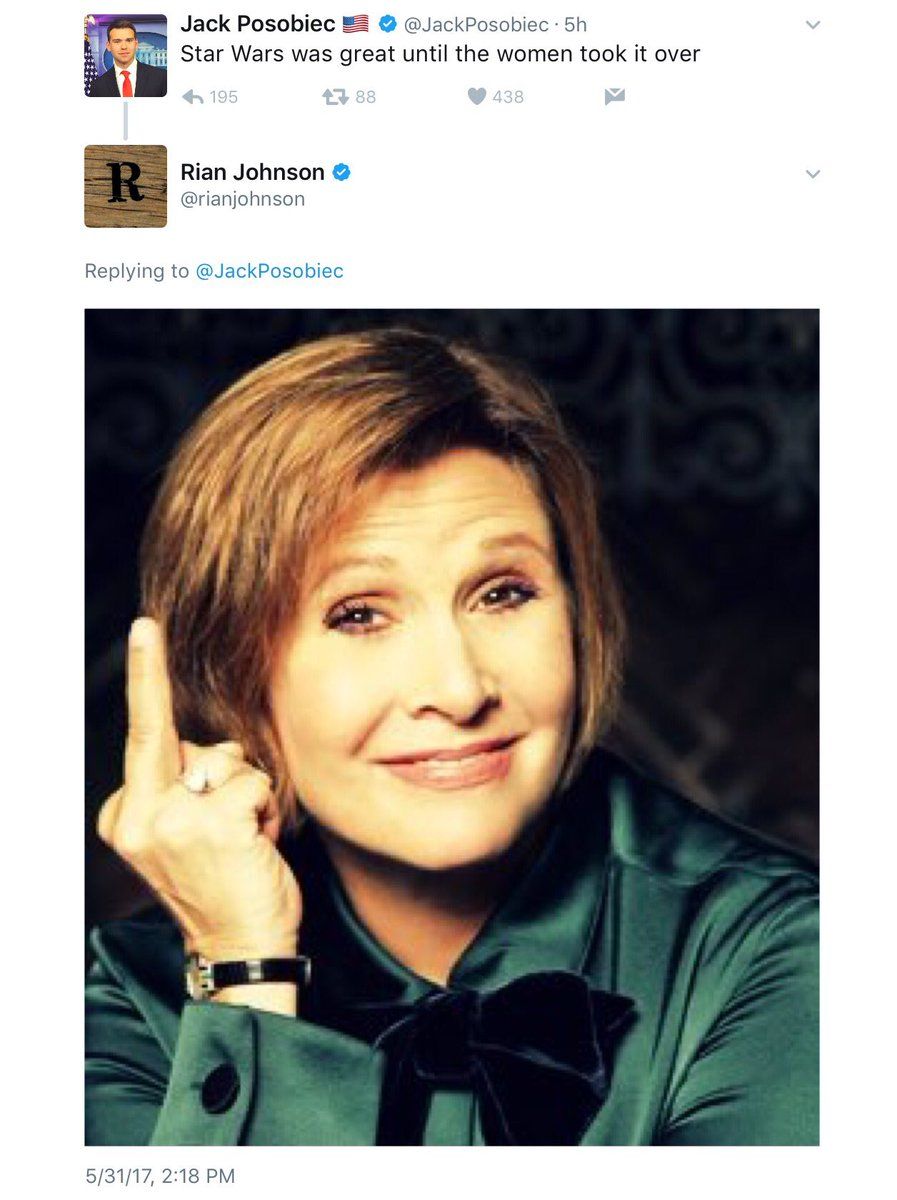 Jack Posobiec 🇺🇸 @JackPosobiec · 5h
Star Wars was great until the women took it over
195 88 438
R
Rian Johnson
@rianjohnson
Replying to @JackPosobiec
5/31/17, 2:18 PM